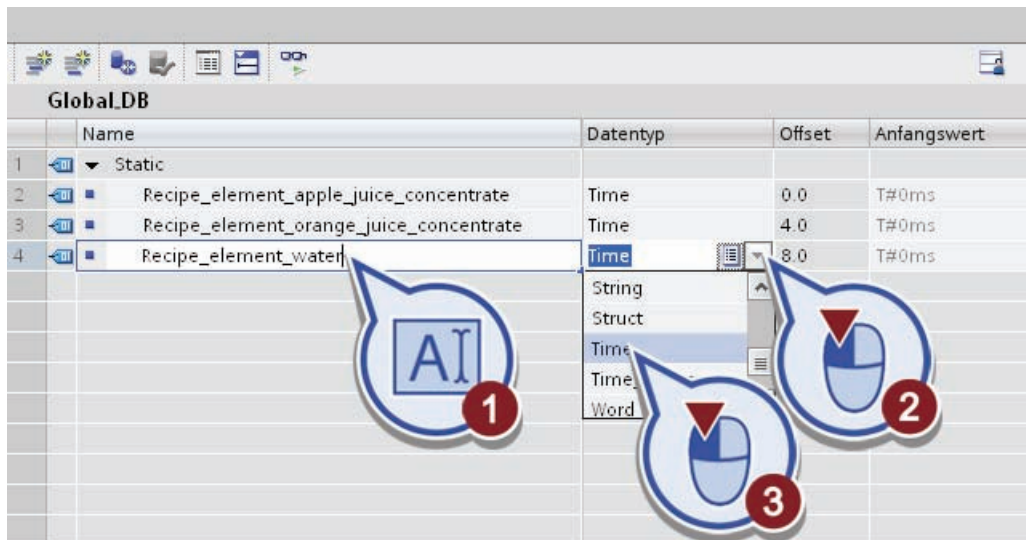 Global_DB
Name Datentyp Offset Anfangswert
1 Static
2 Recipe_element_apple_juice_concentrate Time 0.0 T#0ms
3 Recipe_element_orange_juice_concentrate Time 4.0 T#0ms
4 Recipe_element_water Time 8.0 T#0ms
String
Struct
Time
Word
A
1
2
3